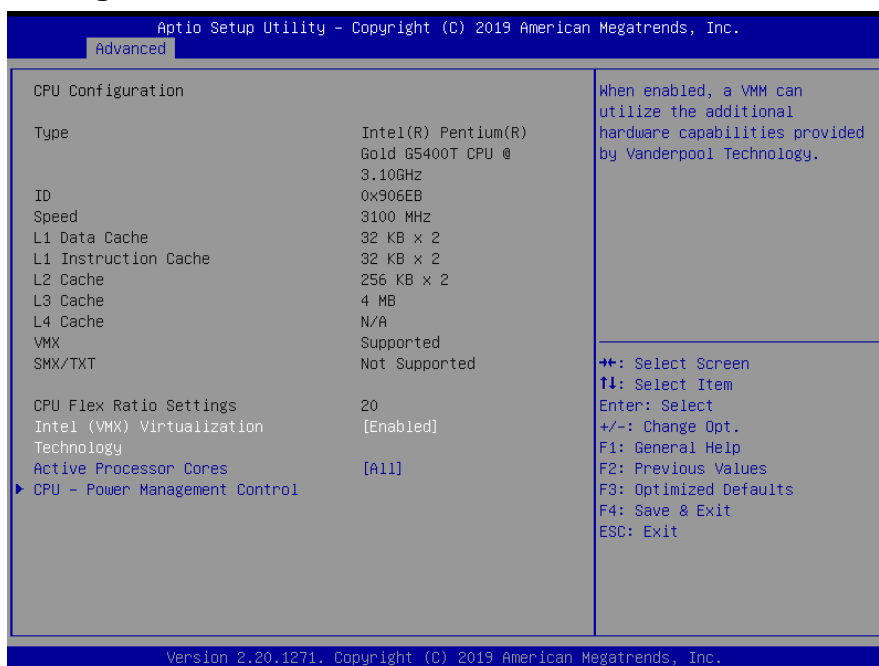 Aptio Setup Utility – Copyright (C) 2019 American Megatrends, Inc.
Advanced
CPU Configuration
Type Intel(R) Pentium(R)
Gold G5400T CPU @
3.10GHz
ID 0x906EB
Speed 3100 MHz
L1 Data Cache 32 KB x 2
L1 Instruction Cache 32 KB x 2
L2 Cache 256 KB x 2
L3 Cache 4 MB
L4 Cache N/A
VMX Supported
SMX/TXT Not Supported
CPU Flex Ratio Settings 20
Intel (VMX) Virtualization [Enabled]
Technology
Active Processor Cores [All]
CPU – Power Management Control
When enabled, a VMM can
utilize the additional
hardware capabilities provided
by Vanderpool Technology.
→←: Select Screen
↑↓: Select Item
Enter: Select
+/-: Change Opt.
F1: General Help
F2: Previous Values
F3: Optimized Defaults
F4: Save & Exit
ESC: Exit
Version 2.20.1271. Copyright (C) 2019 American Megatrends, Inc.